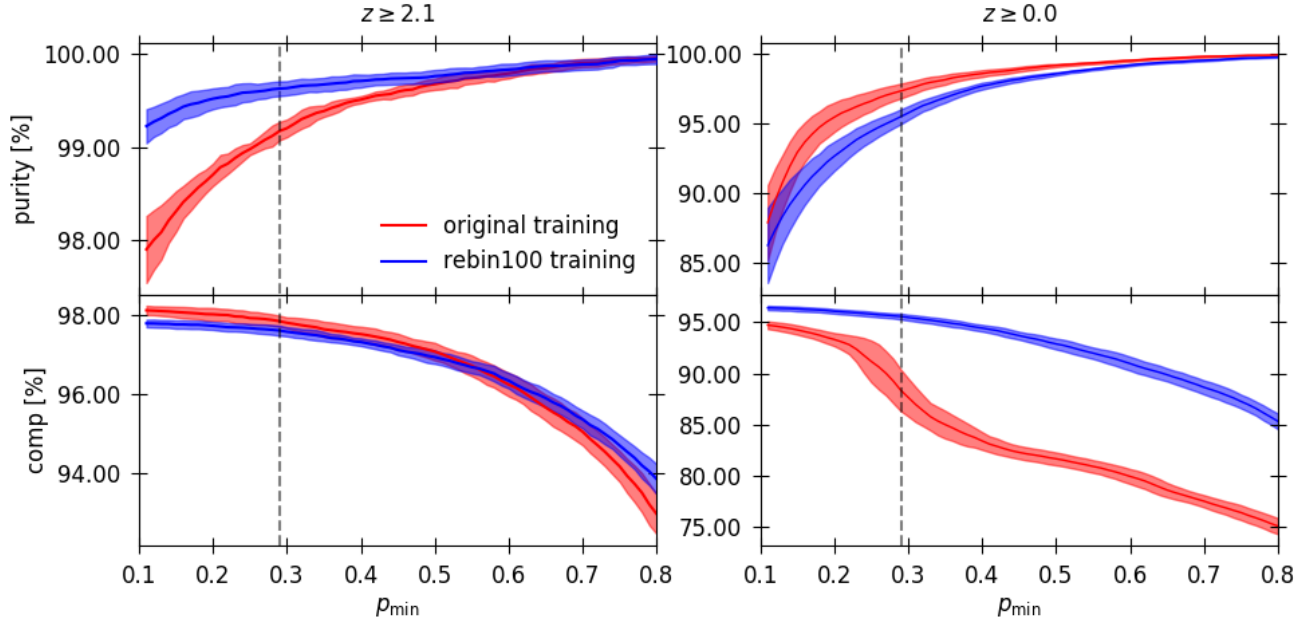 z ≥ 2.1
z ≥ 0.0
purity [%]
100.00
99.00
98.00
original training
rebin100 training
100.00
95.00
90.00
85.00
comp [%]
98.00
96.00
94.00
95.00
90.00
85.00
80.00
75.00
0.1 0.2 0.3 0.4 0.5 0.6 0.7 0.8
0.1 0.2 0.3 0.4 0.5 0.6 0.7 0.8
p_min
p_min